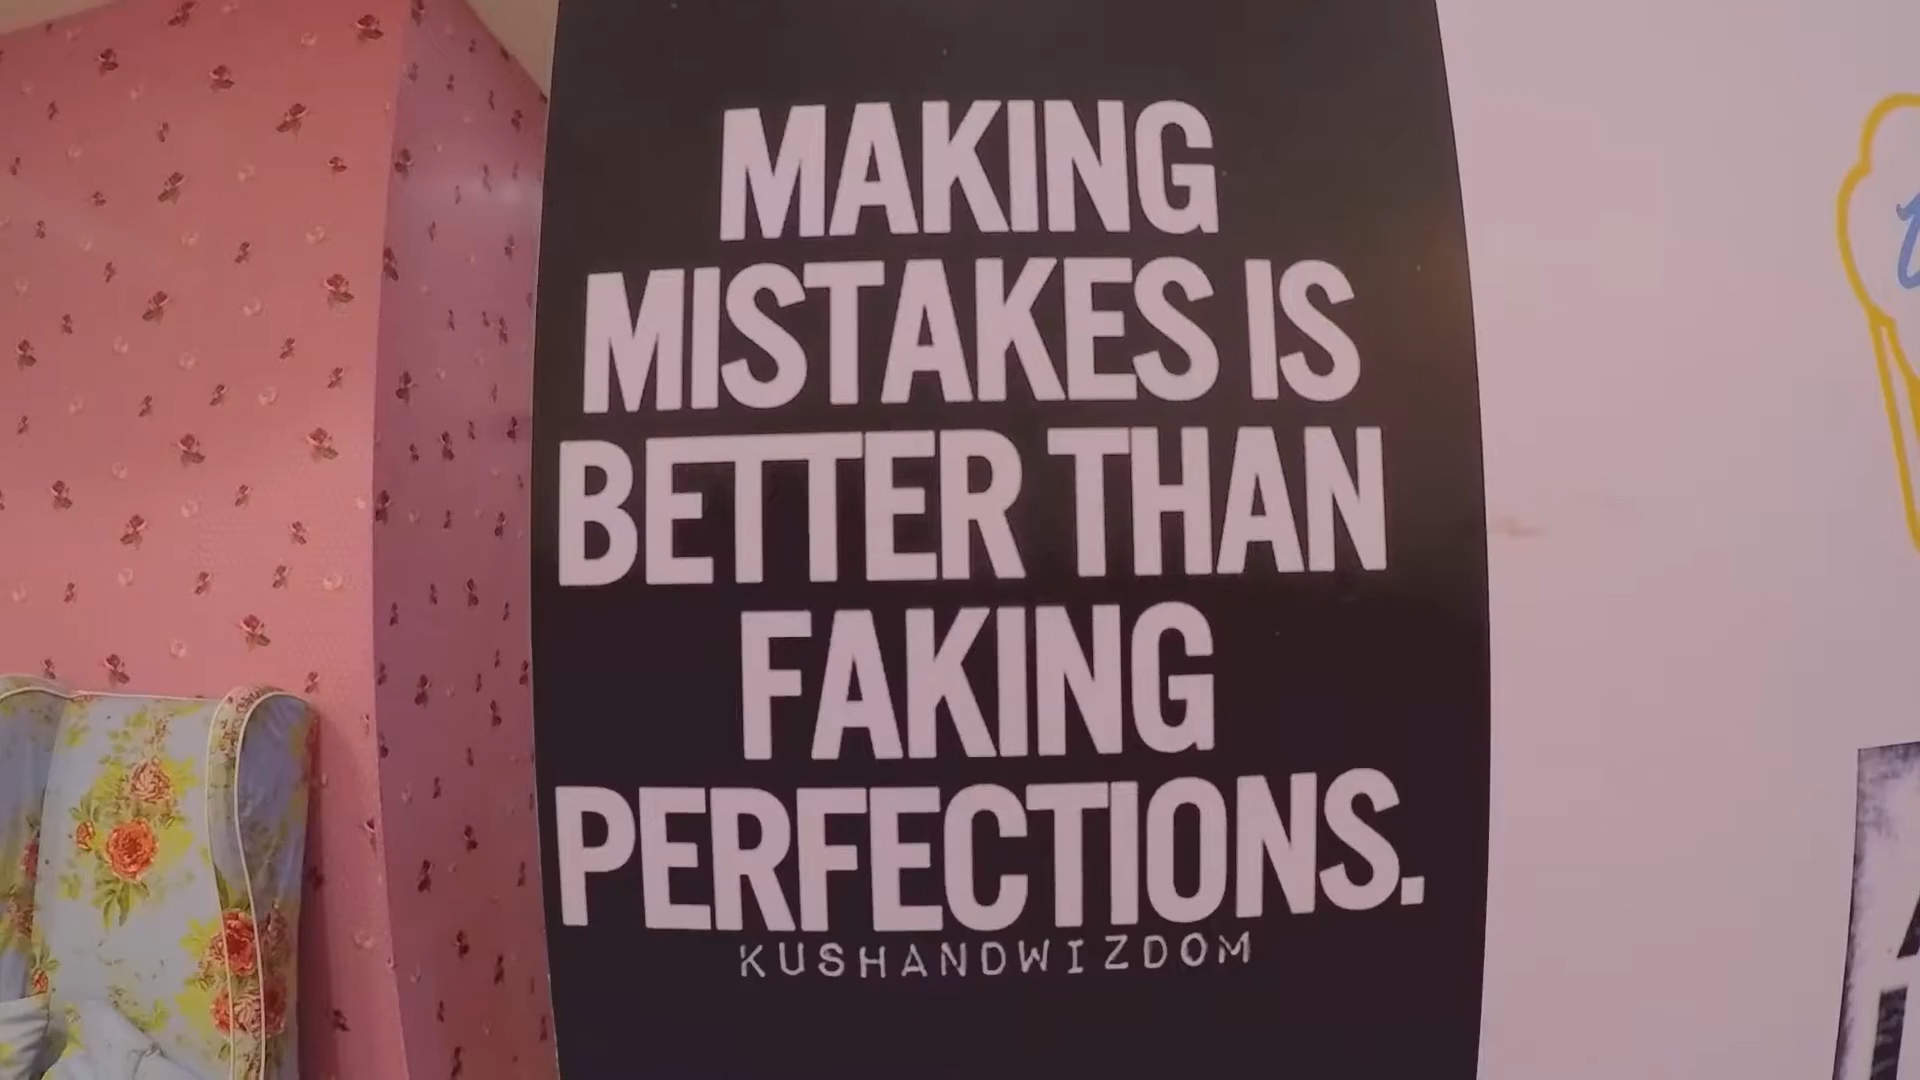 MAKING
MISTAKES IS
BETTER THAN
FAKING
PERFECTIONS.
KUSHANDWIZDOM